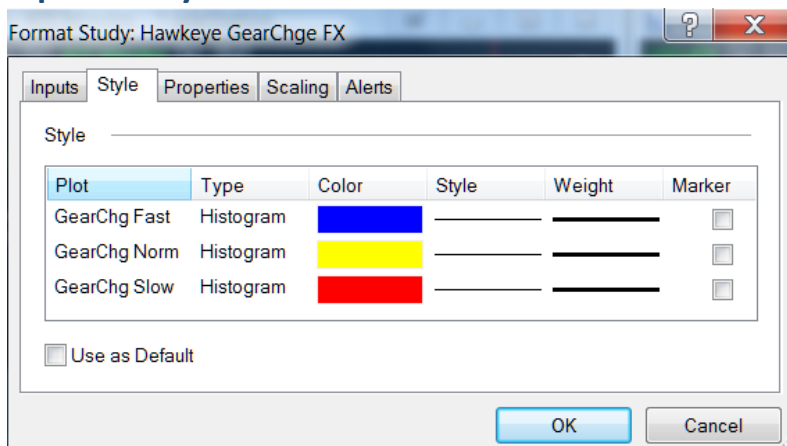 Format Study: Hawkeye GearChge FX
?
X
Inputs Style Properties Scaling Alerts
Style
Plot Type Color Style Weight Marker
GearChg Fast Histogram
GearChg Norm Histogram
GearChg Slow Histogram
Use as Default
OK Cancel